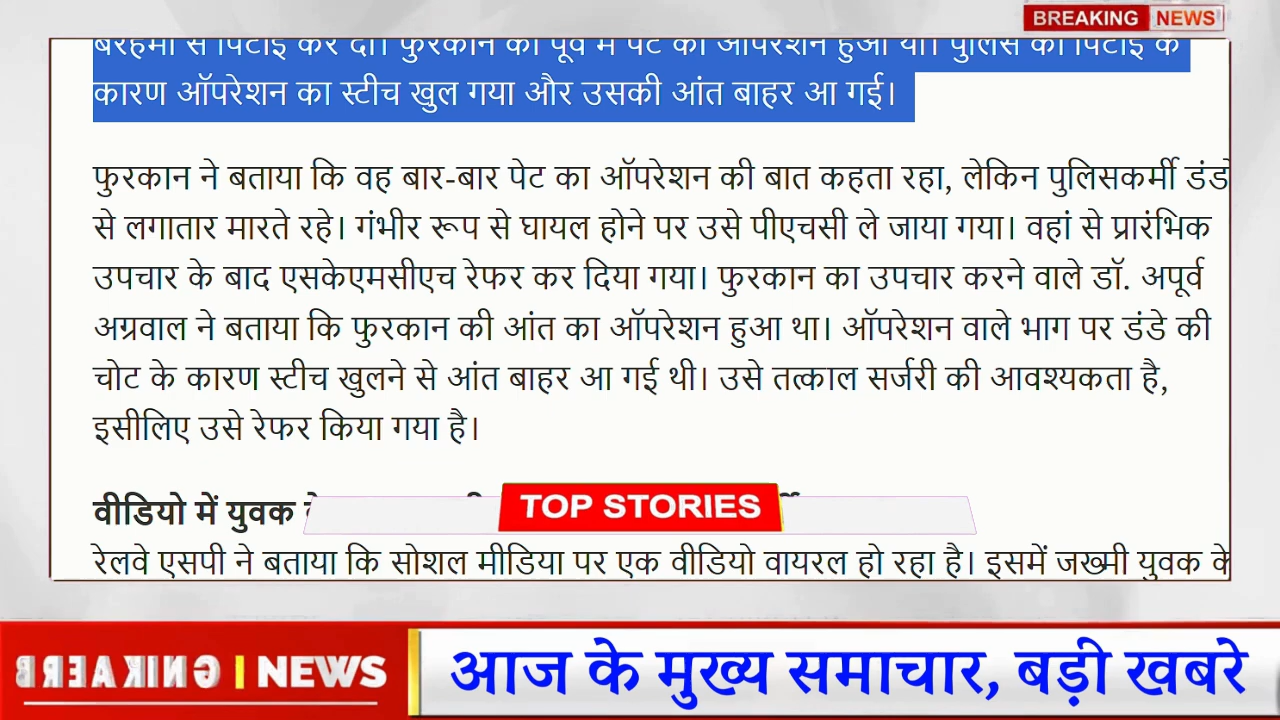 BREAKING NEWS
बेरहमी से पिटाई कर दी। फुरकान का पूर्व में पेट का ऑपरेशन हुआ था। पुलिस की पिटाई के
कारण ऑपरेशन का स्टीच खुल गया और उसकी आंत बाहर आ गई।
फुरकान ने बताया कि वह बार-बार पेट का ऑपरेशन की बात कहता रहा, लेकिन पुलिसकर्मी डंडे
से लगातार मारते रहे। गंभीर रूप से घायल होने पर उसे पीएचसी ले जाया गया। वहां से प्रारंभिक
उपचार के बाद एसकेएमसीएच रेफर कर दिया गया। फुरकान का उपचार करने वाले डॉ. अपूर्व
अग्रवाल ने बताया कि फुरकान की आंत का ऑपरेशन हुआ था। ऑपरेशन वाले भाग पर डंडे की
चोट के कारण स्टीच खुलने से आंत बाहर आ गई थी। उसे तत्काल सर्जरी की आवश्यकता है,
इसीलिए उसे रेफर किया गया है।
वीडियो में युवक
TOP STORIES
रेलवे एसपी ने बताया कि सोशल मीडिया पर एक वीडियो वायरल हो रहा है। इसमें जख्मी युवक के
BREAKING NEWS
आज के मुख्य समाचार, बड़ी खबरे